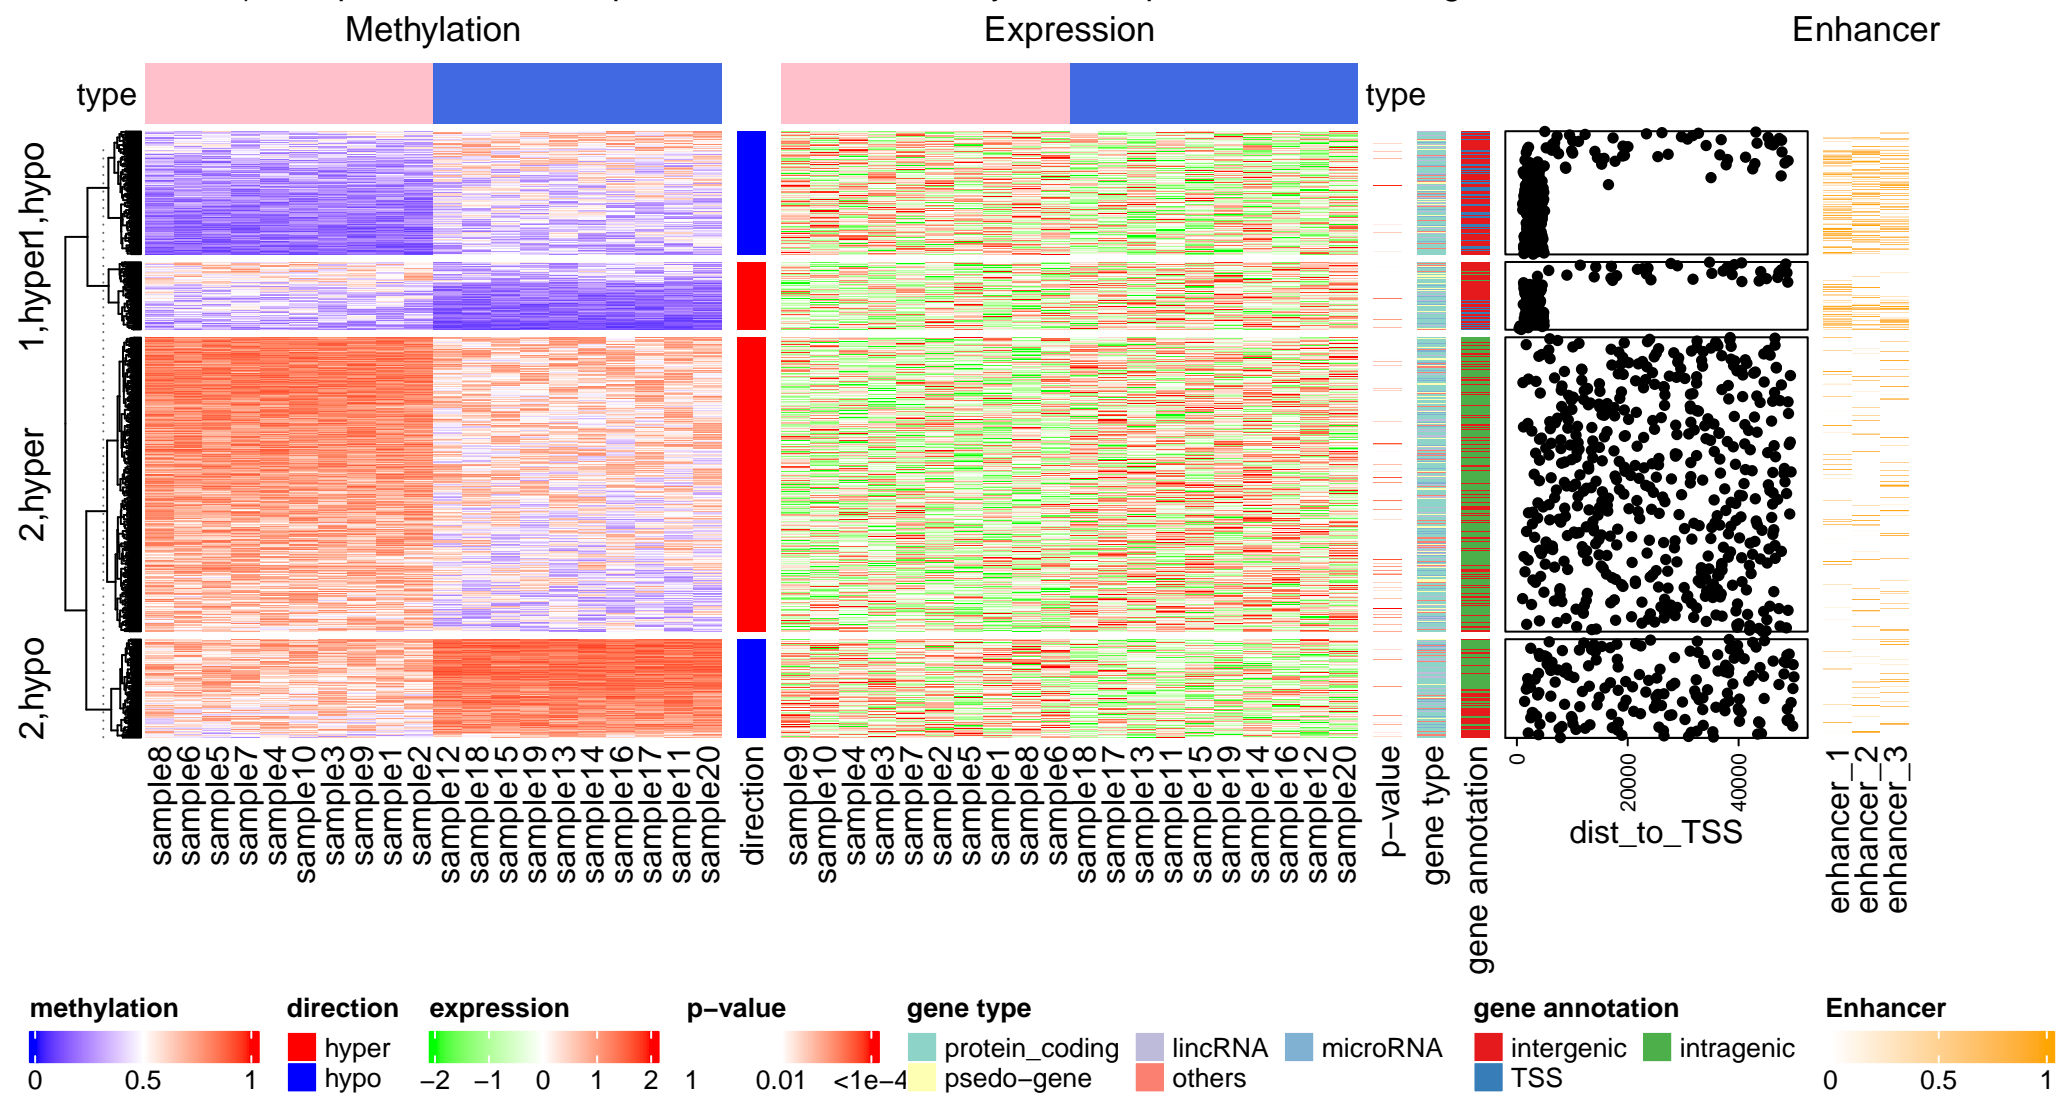 Methylation
Expression
Enhancer
type
type
1,hypo
1,hyper
2,hyper
2,hypo
sample8
sample6
sample5
sample7
sample4
sample10
sample3
sample9
sample1
sample2
sample12
sample18
sample15
sample19
sample13
sample14
sample16
sample17
sample11
sample20
direction
sample9
sample10
sample4
sample3
sample7
sample2
sample5
sample1
sample8
sample6
sample18
sample17
sample13
sample11
sample15
sample19
sample14
sample16
sample12
sample20
p−value
gene type
gene annotation
0
20000
40000
dist_to_TSS
enhancer_1
enhancer_2
enhancer_3
methylation
0 0.5 1
direction
hyper
hypo
expression
−2 −1 0 1 2
p−value
1 0.01 <1e−4
gene type
protein_coding lincRNA microRNA
psedo−gene others
gene annotation
intergenic intragenic
TSS
Enhancer
0 0.5 1